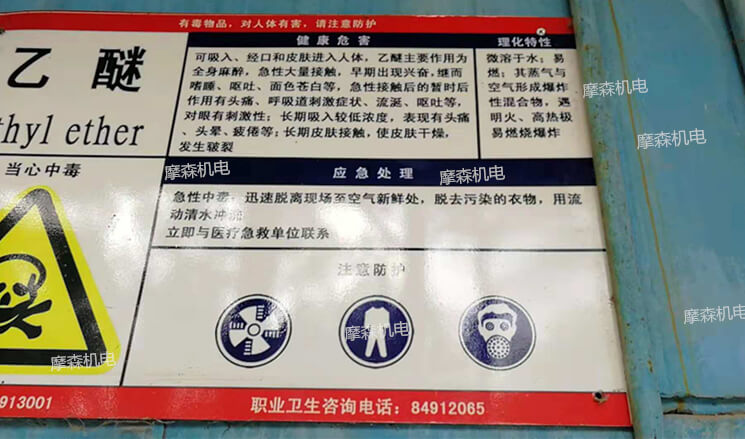 有毒物品，对人体有害，请注意防护
乙醚
thyl ether
当心中毒
健康危害
可吸入、经口和皮肤进入人体，乙醚主要作用为
全身麻醉，急性大量接触，早期出现兴奋，继而
嗜睡、呕吐、面色苍白等，急性接触后的暂时后
作用有头痛、呼吸道刺激症状、流涎、呕吐等，
对眼有刺激性；长期吸入较低浓度，表现有头痛
、头晕、疲倦等；长期皮肤接触，使皮肤干燥，
发生皲裂
理化特性
微溶于水；易
燃；其蒸气与
空气形成爆炸
性混合物，遇
明火、高热极
易燃烧爆炸
应急处理
急性中毒，迅速脱离现场至空气新鲜处，脱去污染的衣物，用流
动清水冲洗
立即与医疗急救单位联系
注意防护
913001
职业卫生咨询电话：84912065
摩森机电
摩森机电
摩森机电
摩森机电
摩森机电
摩森机电
摩森机电